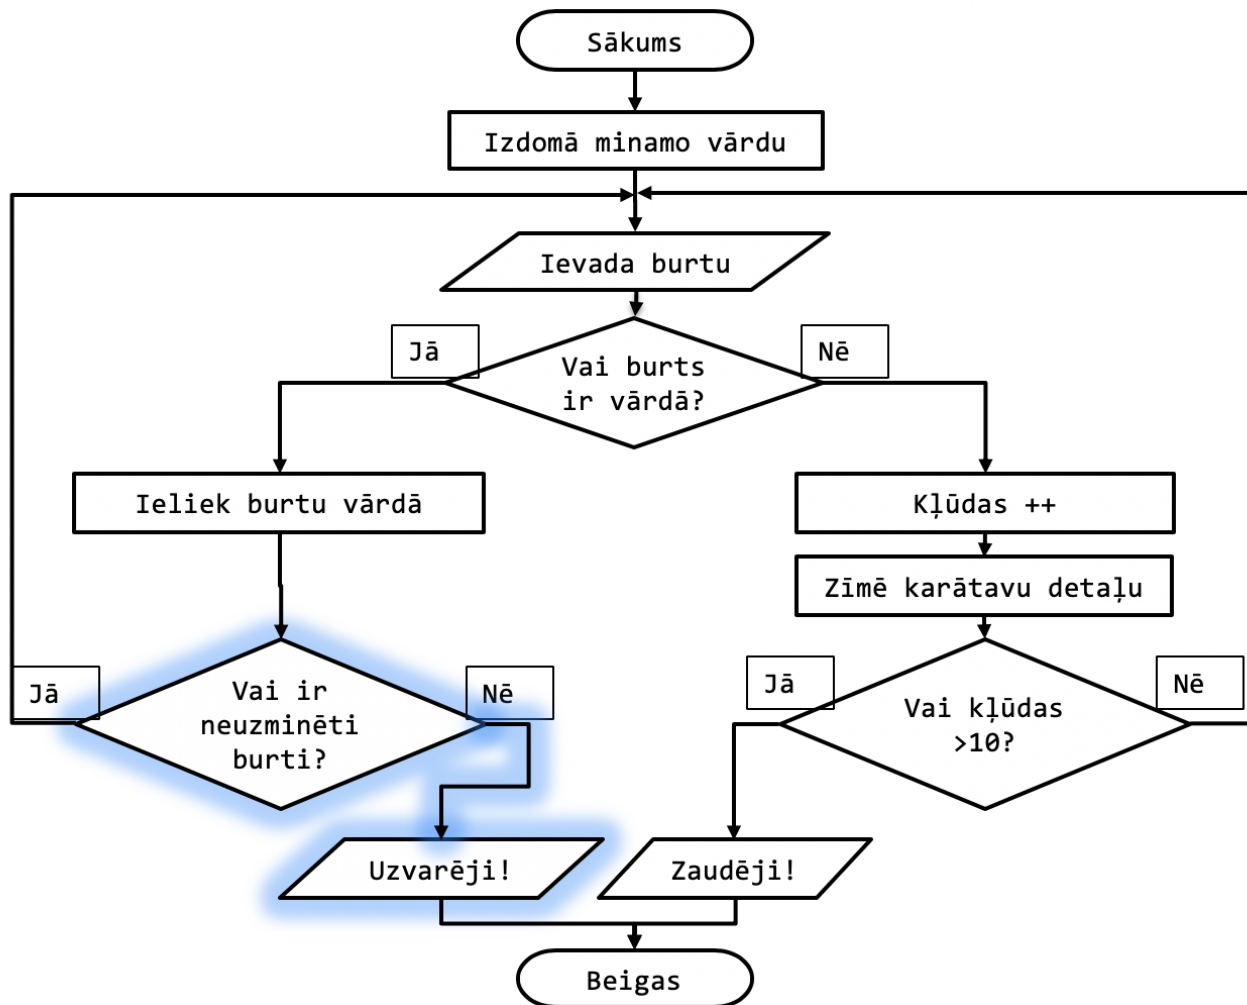 Sākums
Izdomā minamo vārdu
Ievada burtu
Jā
Vai burts
ir vārdā?
Nē
Ieliek burtu vārdā
Kļūdas ++
Zīmē karātavu detaļu
Jā
Vai ir
neuzminēti
burti?
Nē
Jā
Vai kļūdas
>10?
Nē
Uzvarēji!
Zaudēji!
Beigas